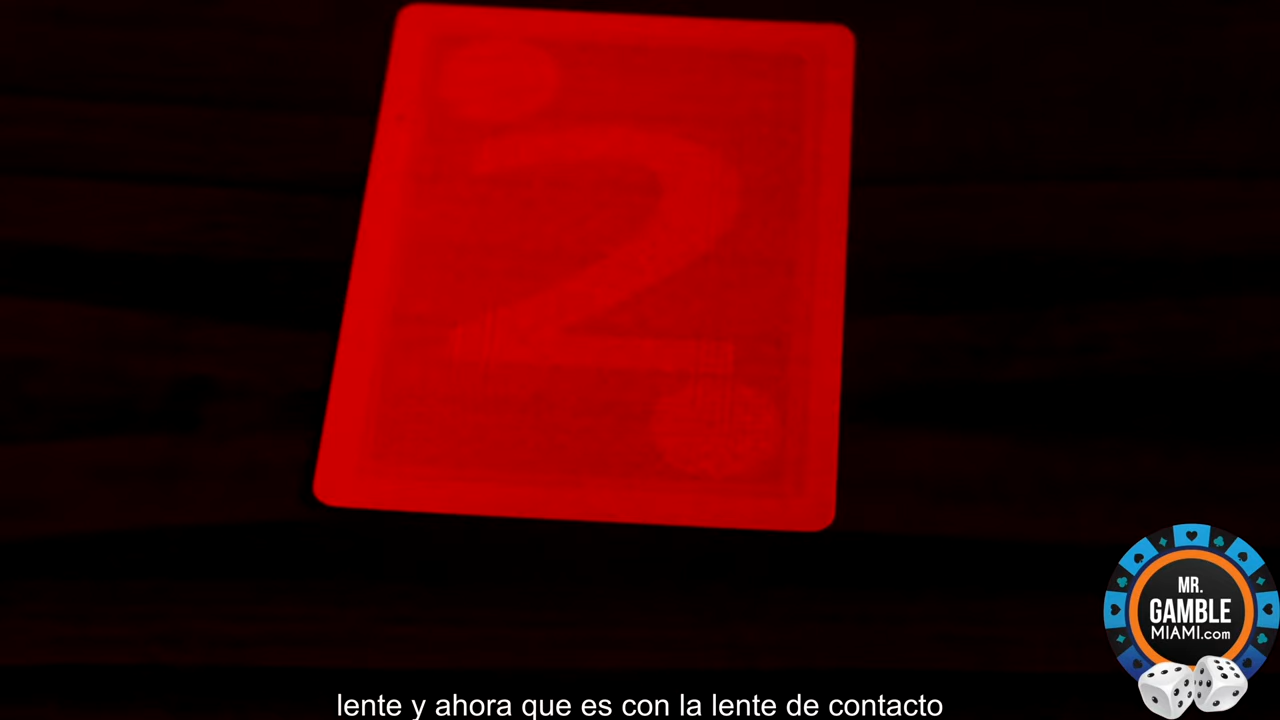 2
MR.
GAMBLE
MIAMI.com
lente y ahora que es con la lente de contacto